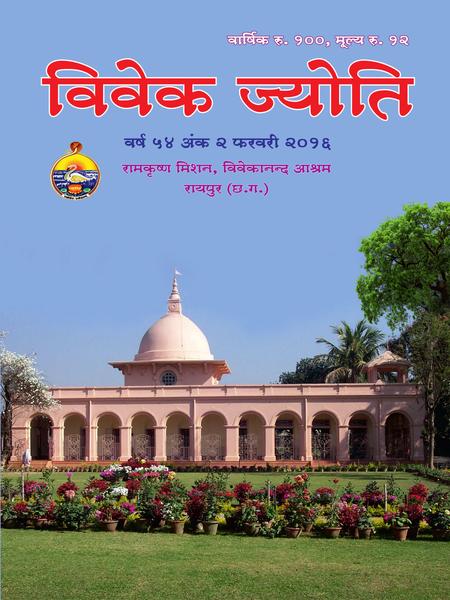 वार्षिक रु. १००, मूल्य रु. १२
विवेक ज्योति
वर्ष ५४ अंक २ फरवरी २०१६
रामकृष्ण मिशन, विवेकानन्द आश्रम
रायपुर (छ.ग.)